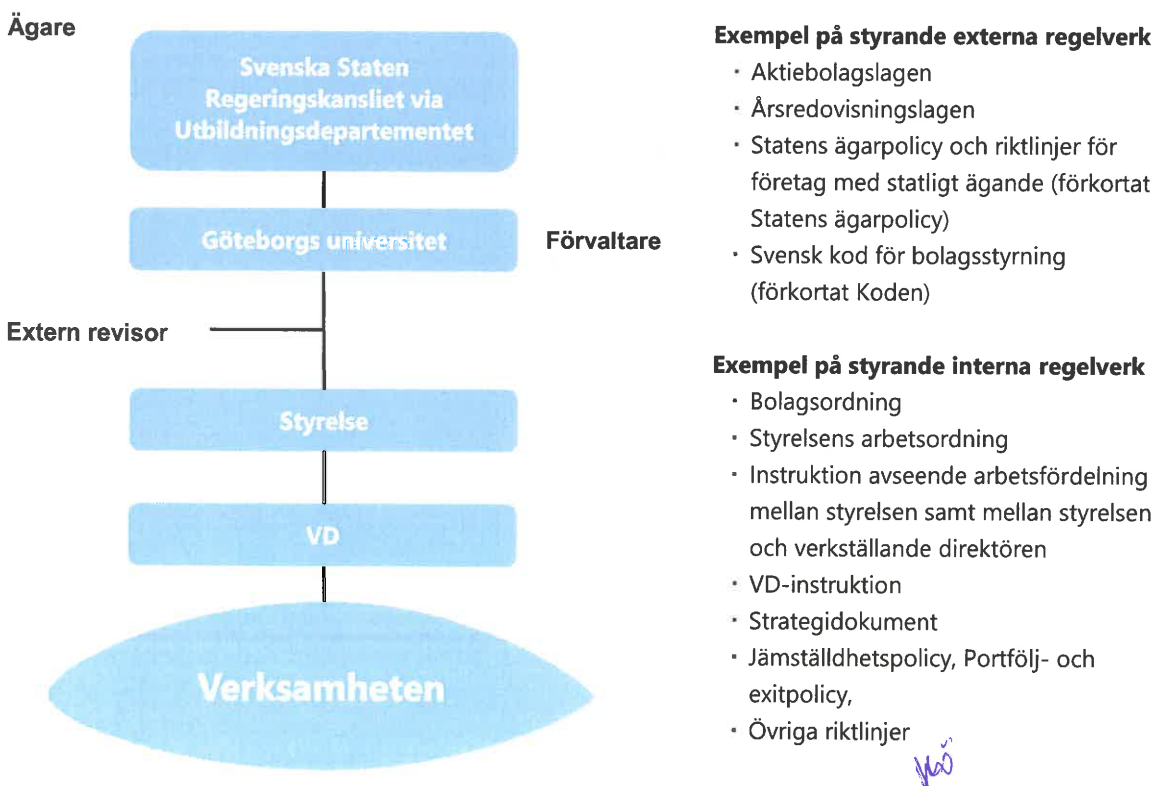 Ägare
Svenska Staten
Regeringskansliet via
Utbildningsdepartementet
Göteborgs universitet
Förvaltare
Extern revisor
Styrelse
VD
Verksamheten
Exempel på styrande externa regelverk
· Aktiebolagslagen
· Årsredovisningslagen
· Statens ägarpolicy och riktlinjer för
företag med statligt ägande (förkortat
Statens ägarpolicy)
· Svensk kod för bolagsstyrning
(förkortat Koden)
Exempel på styrande interna regelverk
· Bolagsordning
· Styrelsens arbetsordning
· Instruktion avseende arbetsfördelning
mellan styrelsen samt mellan styrelsen
och verkställande direktören
· VD-instruktion
· Strategidokument
· Jämställdhetspolicy, Portfölj- och
exitpolicy,
· Övriga riktlinjer